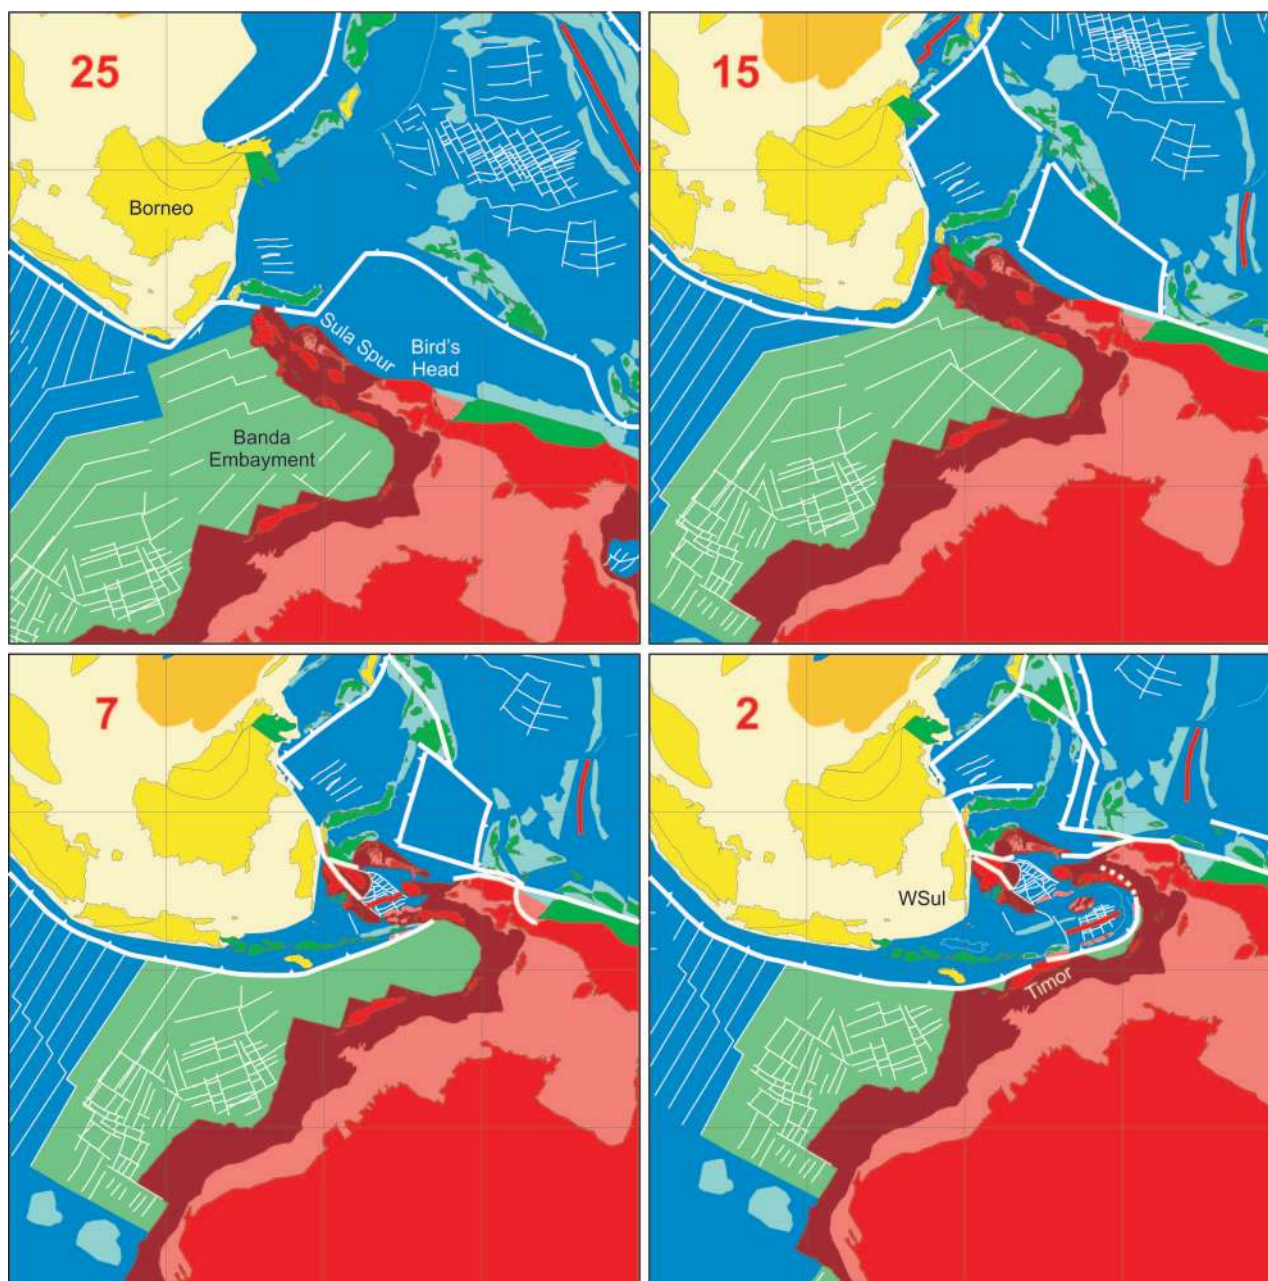 25
Borneo
Sula Spur
Bird's
Head
Banda
Embayment
15
7
2
WSul
Timor